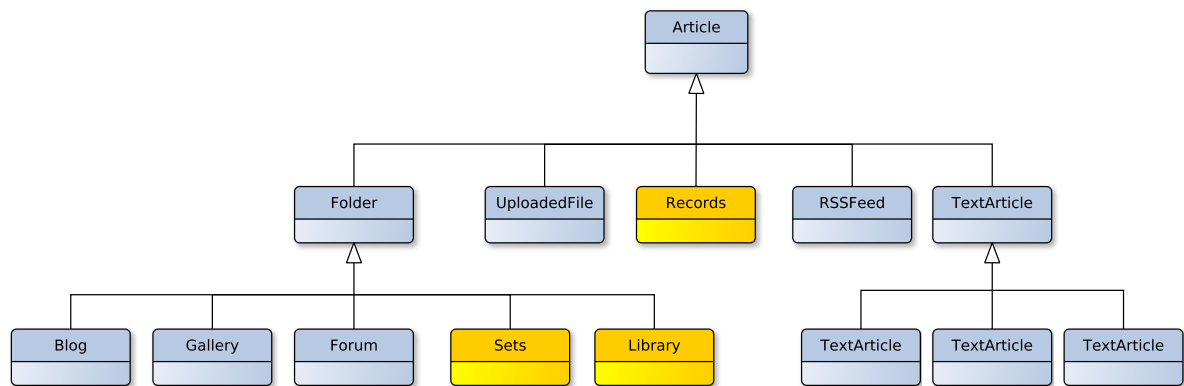 Article
Folder
UploadedFile
Records
RSSFeed
TextArticle
Blog
Gallery
Forum
Sets
Library
TextArticle
TextArticle
TextArticle